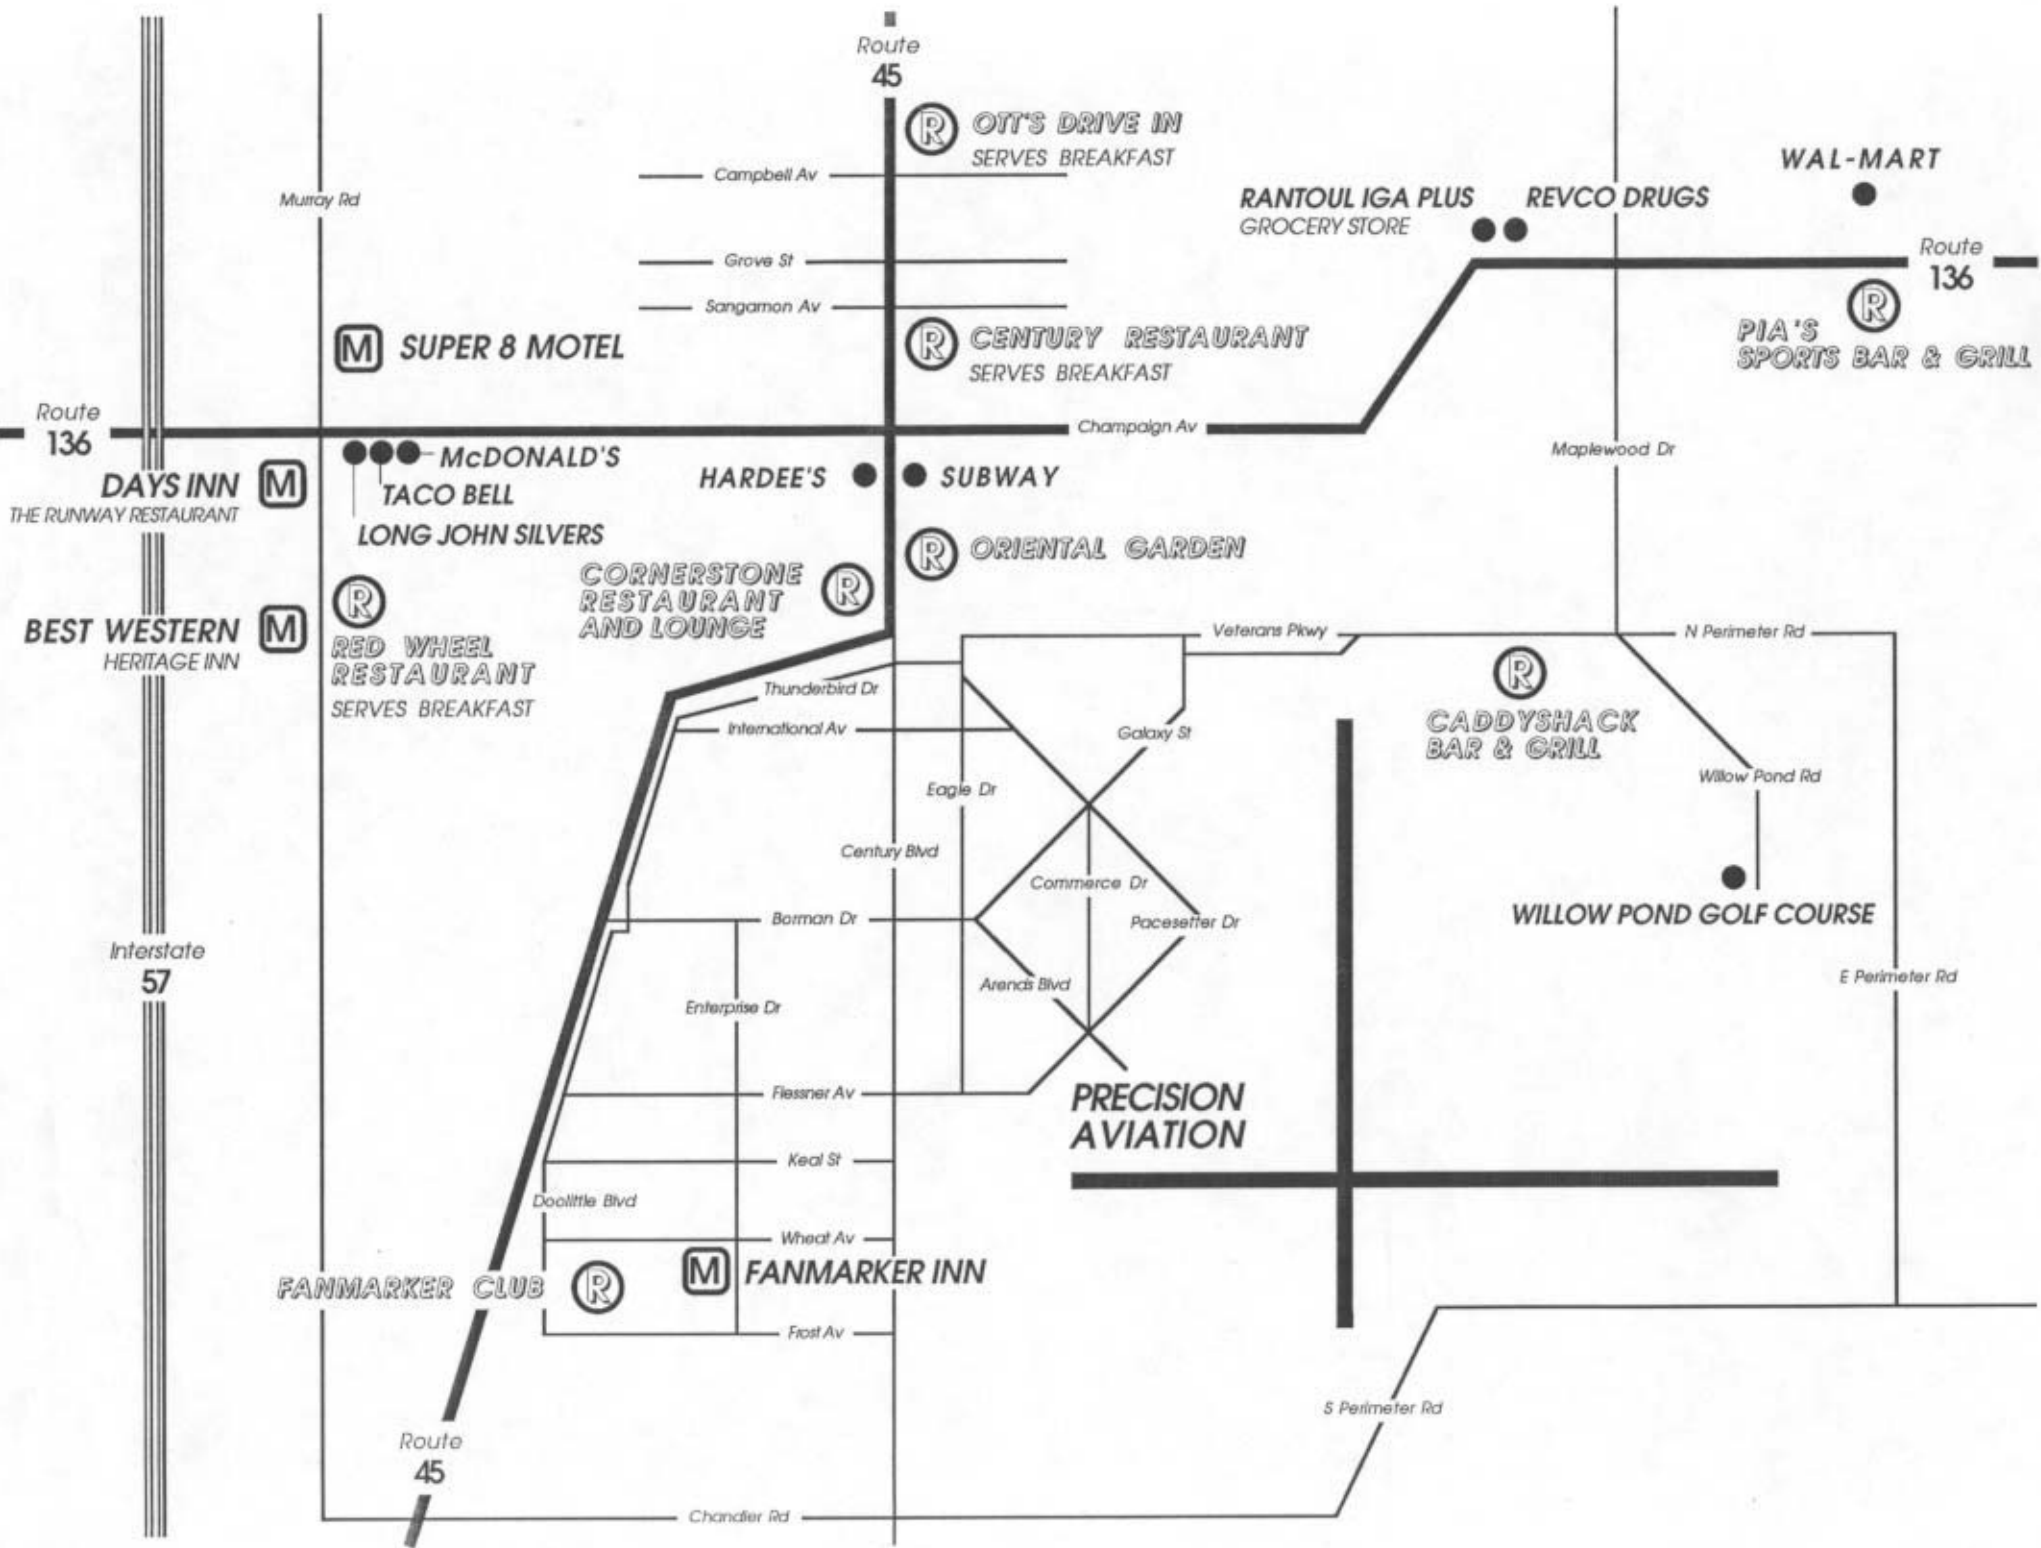 Route
45
R OTT'S DRIVE IN
SERVES BREAKFAST
Campbell Av
WAL-MART
Murray Rd
RANTOUL IGA PLUS
GROCERY STORE
REVCO DRUGS
Grove St
Route
136
Sangamon Av
M SUPER 8 MOTEL
R CENTURY RESTAURANT
SERVES BREAKFAST
R
PIA'S
SPORTS BAR & GRILL
Route
136
Champaign Av
Maplewood Dr
McDONALD'S
TACO BELL
LONG JOHN SILVERS
DAYS INN M
THE RUNWAY RESTAURANT
HARDEE'S
SUBWAY
R ORIENTAL GARDEN
CORNERSTONE R
RESTAURANT
AND LOUNGE
BEST WESTERN M
HERITAGE INN
R
RED WHEEL
RESTAURANT
SERVES BREAKFAST
Veterans Pkwy
N Perimeter Rd
Thunderbird Dr
International Av
Galaxy St
R
CADDYSHACK
BAR & GRILL
Eagle Dr
Willow Pond Rd
Century Blvd
Commerce Dr
Pacesetter Dr
WILLOW POND GOLF COURSE
Borman Dr
Interstate
57
Arends Blvd
E Perimeter Rd
Enterprise Dr
Flessner Av
PRECISION
AVIATION
Keal St
Doolittle Blvd
Wheat Av
FANMARKER CLUB R
M FANMARKER INN
Frost Av
S Perimeter Rd
Route
45
Chandler Rd